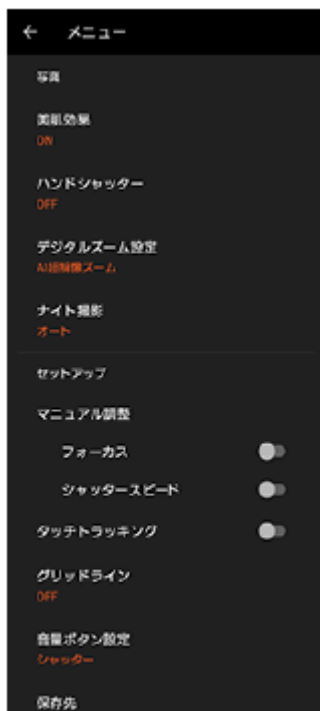 ← メニュー
写真
美肌効果
ON
ハンドシャッター
OFF
デジタルズーム設定
AI超解像ズーム
ナイト撮影
オート
セットアップ
マニュアル調整
フォーカス
シャッタースピード
タッチトラッキング
グリッドライン
OFF
音量ボタン設定
シャッター
保存先